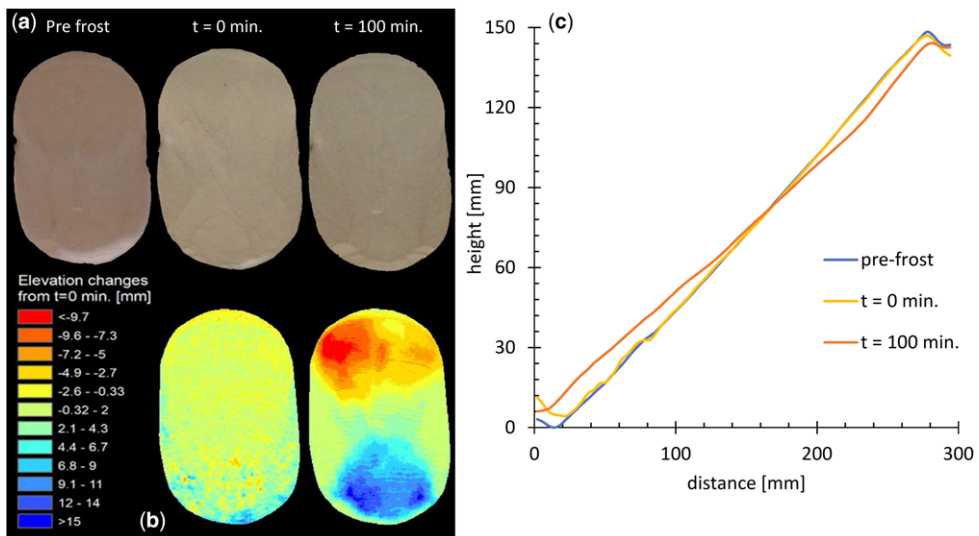 (a) Pre frost t = 0 min. t = 100 min.
Elevation changes
from t=0 min. [mm]
<-9.7
-9.6 - -7.3
-7.2 - -5
-4.9 - -2.7
-2.6 - -0.33
-0.32 - 2
2.1 - 4.3
4.4 - 6.7
6.8 - 9
9.1 - 11
12 - 14
>15
(b)
(c)
150
120
90
60
30
0
height [mm]
0 100 200 300
distance [mm]
pre-frost
t = 0 min.
t = 100 min.